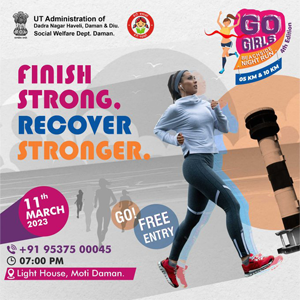 UT Administration of
Dadra Nagar Haveli, Daman & Diu.
Social Welfare Dept. Daman.
GO
GIRLS
SEA SHORE
NIGHT RUN
4th Edition
05 KM & 10 KM
FINISH
STRONG.
RECOVER
STRONGER.
11th
MARCH
2023
GO!
FREE
ENTRY
+91 95375 00045
07:00 PM
Light House, Moti Daman.